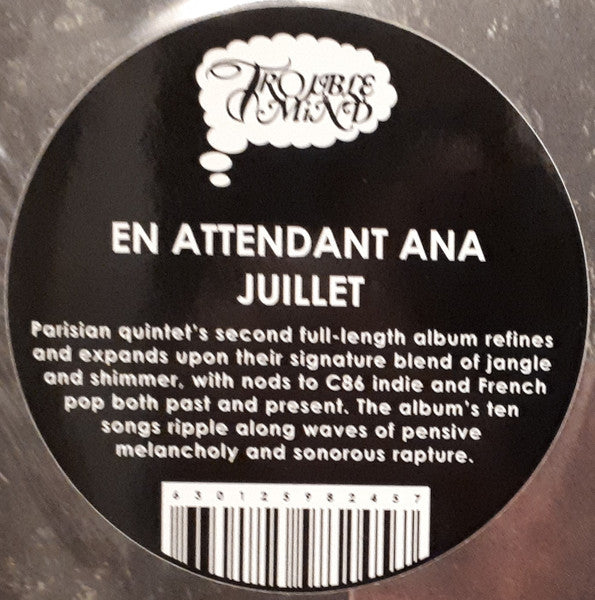 TROUBLE
iN MiND
EN ATTENDANT ANA
JUILLET
Parisian quintet's second full-length album refines
and expands upon their signature blend of jangle
and shimmer, with nods to C86 indie and French
pop both past and present. The album's ten
songs ripple along waves of pensive
melancholy and sonorous rapture.
630125982457